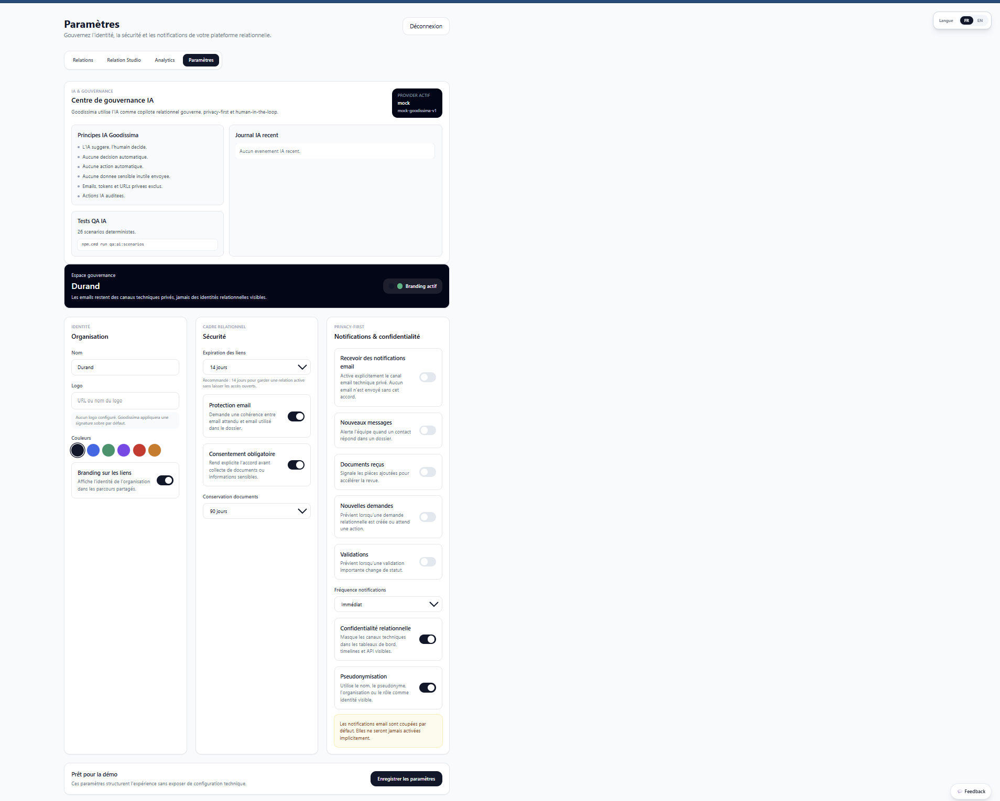 Paramètres
Gouvernez l'identité, la sécurité et les notifications de votre plateforme relationnelle.
Déconnexion
Langue FR EN
Relations Relation Studio Analytics Paramètres
IA & GOUVERNANCE
Centre de gouvernance IA
Goodissima utilise l'IA comme copilote relationnel gouverne, privacy-first et human-in-the-loop.
PROVIDER ACTIF
mock
mock-goodissima-v1
Principes IA Goodissima
L'IA suggere, l'humain decide.
Aucune decision automatique.
Aucune action automatique.
Aucune donnee sensible inutile envoyee.
Emails, tokens et URLs privees exclus.
Actions IA auditees.
Journal IA recent
Aucun evenement IA recent.
Tests QA IA
26 scenarios deterministes.
npm.cmd run qa:ai:scenarios
Espace gouvernance
Durand
Les emails restent des canaux techniques privés, jamais des identités relationnelles visibles.
Branding actif
IDENTITÉ
Organisation
Nom
Durand
Logo
URL ou nom du logo
Aucun logo configuré. Goodissima appliquera une
signature sobre par défaut.
Couleurs
Branding sur les liens
Affiche l'identité de l'organisation
dans les parcours partagés.
CADRE RELATIONNEL
Sécurité
Expiration des liens
14 jours
Recommandé : 14 jours pour garder une relation active
sans laisser les accès ouverts.
Protection email
Demande une cohérence entre
email attendu et email utilisé
dans le dossier.
Consentement obligatoire
Rend explicite l'accord avant
collecte de documents ou
informations sensibles.
Conservation documents
90 jours
PRIVACY-FIRST
Notifications & confidentialité
Recevoir des notifications
email
Active explicitement le canal
email technique privé. Aucun
email n'est envoyé sans cet
accord.
Nouveaux messages
Alerte l'équipe quand un contact
répond dans un dossier.
Documents reçus
Signale les pièces ajoutées pour
accélérer la revue.
Nouvelles demandes
Prévient lorsqu'une demande
relationnelle est créée ou attend
une action.
Validations
Prévient lorsqu'une validation
importante change de statut.
Fréquence notifications
Immédiat
Confidentialité relationnelle
Masque les canaux techniques
dans les tableaux de bord,
timelines et API visibles.
Pseudonymisation
Utilise le nom, le pseudonyme,
l'organisation ou le rôle comme
identité visible.
Les notifications email sont coupées par
défaut. Elles ne seront jamais activées
implicitement.
Prêt pour la démo
Ces paramètres structurent l'expérience sans exposer de configuration technique.
Enregistrer les paramètres
Feedback